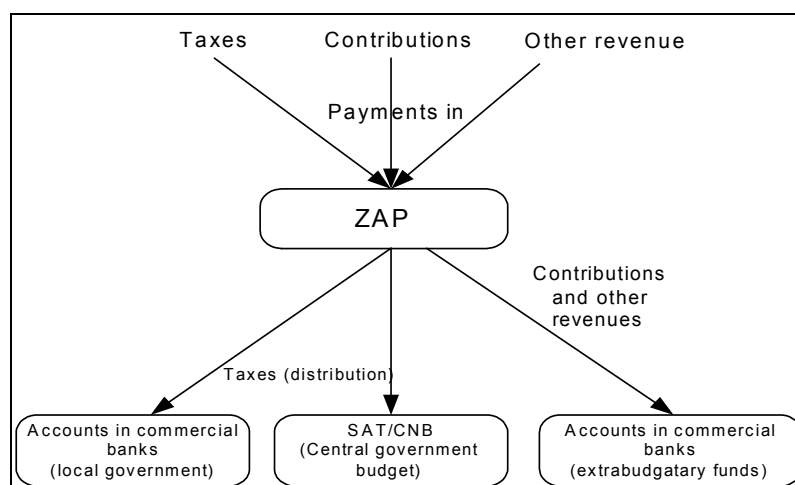 Taxes Contributions Other revenue
Payments in
ZAP
Contributions
and other
revenues
Taxes (distribution)
Accounts in commercial
banks
(local government)
SAT/CNB
(Central government
budget)
Accounts in commercial
banks
(extrabudgatary funds)